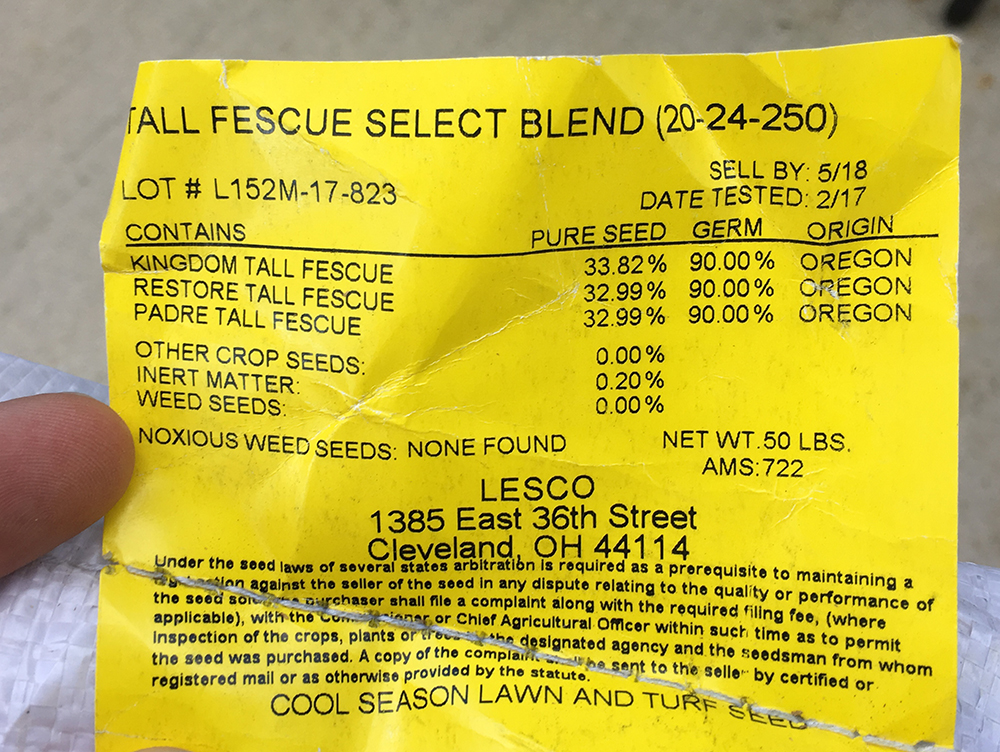 TALL FESCUE SELECT BLEND (20-24-250)
SELL BY: 5/18
LOT # L152M-17-823 DATE TESTED: 2/17
CONTAINS PURE SEED GERM ORIGIN
KINGDOM TALL FESCUE 33.82% 90.00% OREGON
RESTORE TALL FESCUE 32.99% 90.00% OREGON
PADRE TALL FESCUE 32.99% 90.00% OREGON
OTHER CROP SEEDS: 0.00%
INERT MATTER: 0.20%
WEED SEEDS: 0.00%
NOXIOUS WEED SEEDS: NONE FOUND NET WT.50 LBS.
AMS:722
LESCO
1385 East 36th Street
Cleveland, OH 44114
Under the seed laws of several states arbitration is required as a prerequisite to maintaining a
against the seller of the seed in any dispute relating to the quality or performance of
the seed purchaser shall file a complaint along with the required filing fee, (where
applicable), with the or Chief Agricultural Officer within such time as to permit
inspection of the crops, plants or the designated agency and the seedsman from whom
the seed was purchased. A copy of the complaint be sent to the seller by certified or
registered mail or as otherwise provided by the statute.
COOL SEASON LAWN AND TURF SEED